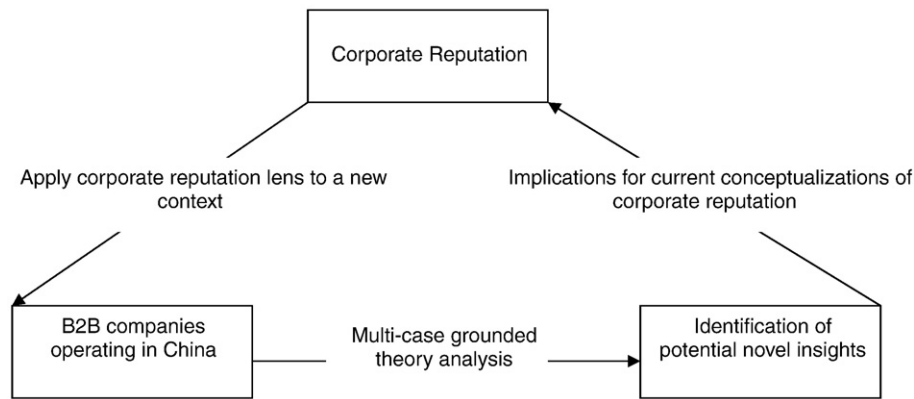 Corporate Reputation
Apply corporate reputation lens to a new
context
Implications for current conceptualizations of
corporate reputation
B2B companies
operating in China
Multi-case grounded
theory analysis
Identification of
potential novel insights